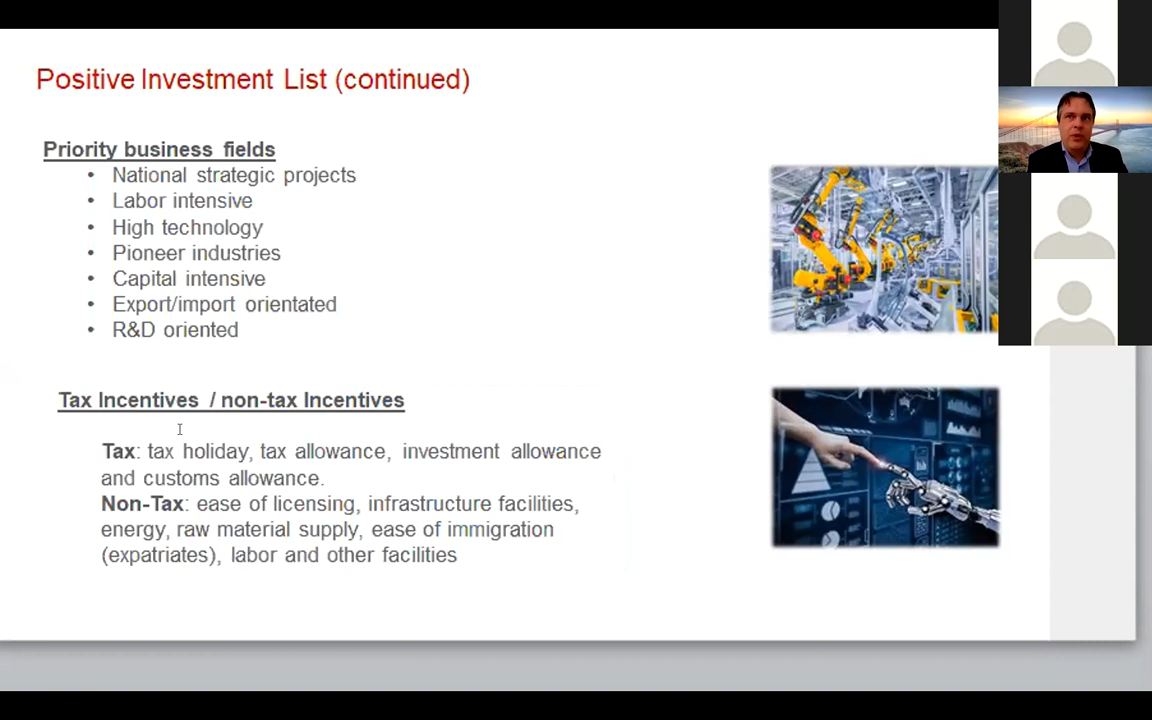 Positive Investment List (continued)
Priority business fields
• National strategic projects
• Labor intensive
• High technology
• Pioneer industries
• Capital intensive
• Export/import orientated
• R&D oriented
Tax Incentives / non-tax Incentives
Tax: tax holiday, tax allowance, investment allowance
and customs allowance.
Non-Tax: ease of licensing, infrastructure facilities,
energy, raw material supply, ease of immigration
(expatriates), labor and other facilities